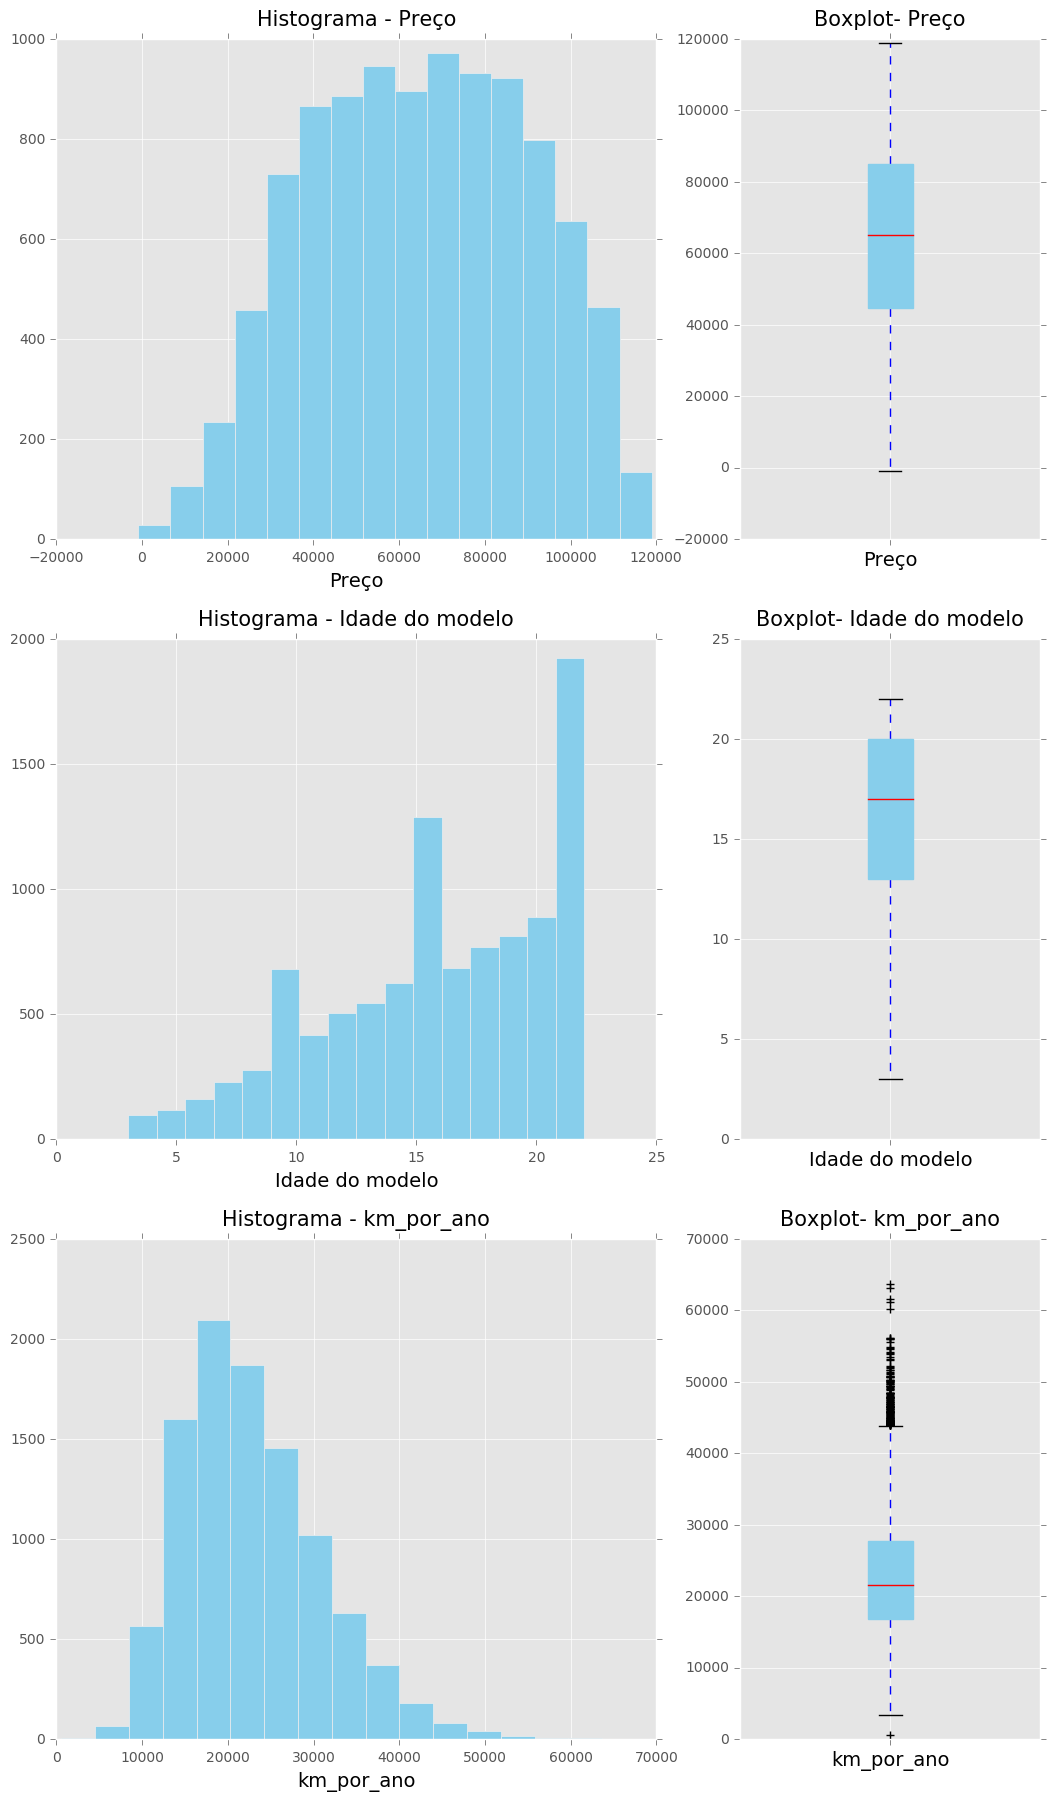 Histograma - Preço
1000
800
600
400
200
0
−20000 0 20000 40000 60000 80000 100000 120000
Preço
Boxplot- Preço
120000
100000
80000
60000
40000
20000
0
−20000
Preço
Histograma - Idade do modelo
2000
1500
1000
500
0
0 5 10 15 20 25
Idade do modelo
Boxplot- Idade do modelo
25
20
15
10
5
0
Idade do modelo
Histograma - km_por_ano
2500
2000
1500
1000
500
0
0 10000 20000 30000 40000 50000 60000 70000
km_por_ano
Boxplot- km_por_ano
70000
60000
50000
40000
30000
20000
10000
0
km_por_ano